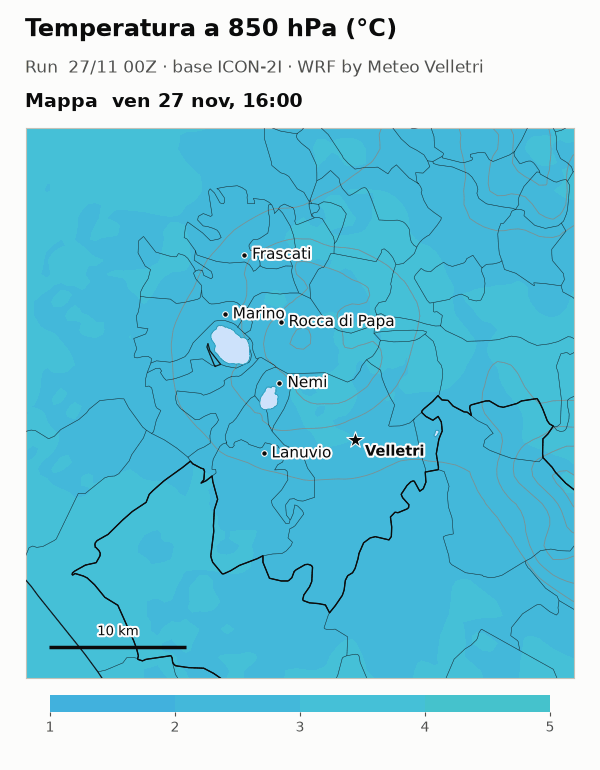 Temperatura a 850 hPa (°C)
Run  27/11 00Z · base ICON-2I · WRF by Meteo Velletri
Mappa  ven 27 nov, 16:00
Frascati
Marino
Rocca di Papa
Nemi
Velletri
Lanuvio
10 km
1 2 3 4 5